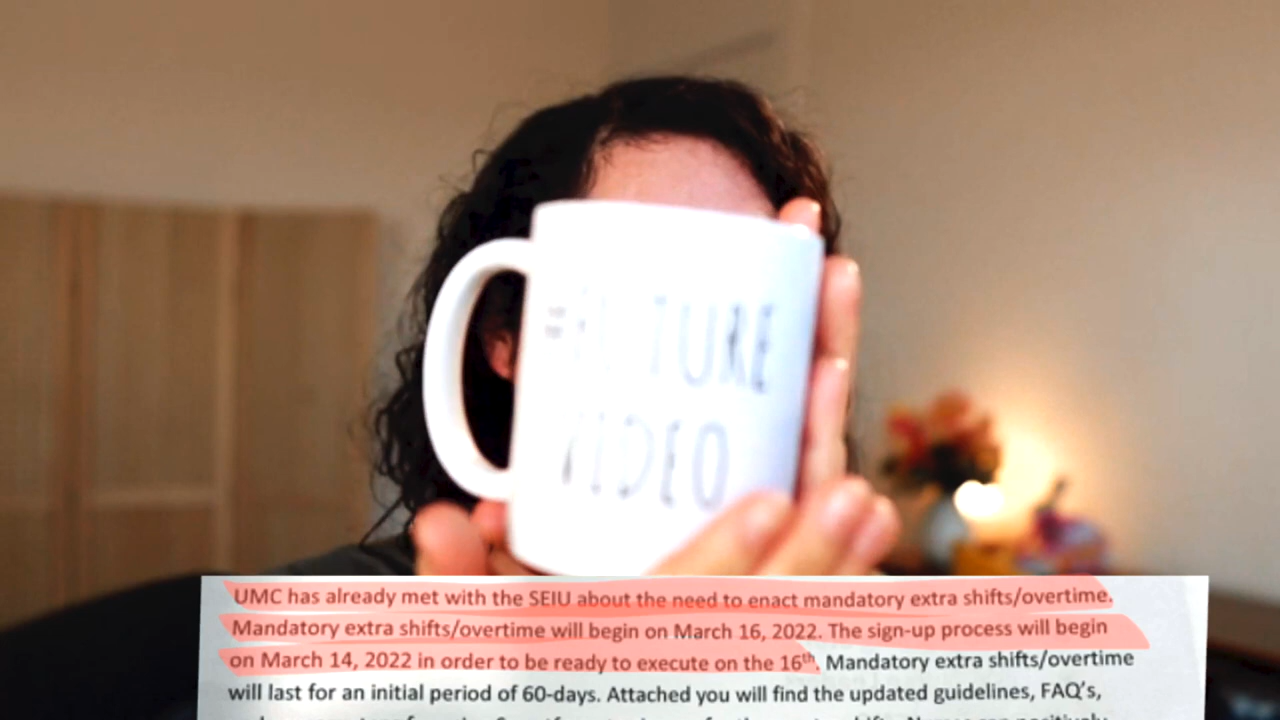 #FUTURE
VIDEO
UMC has already met with the SEIU about the need to enact mandatory extra shifts/overtime.
Mandatory extra shifts/overtime will begin on March 16, 2022. The sign-up process will begin
on March 14, 2022 in order to be ready to execute on the 16th. Mandatory extra shifts/overtime
will last for an initial period of 60-days. Attached you will find the updated guidelines, FAQ's,